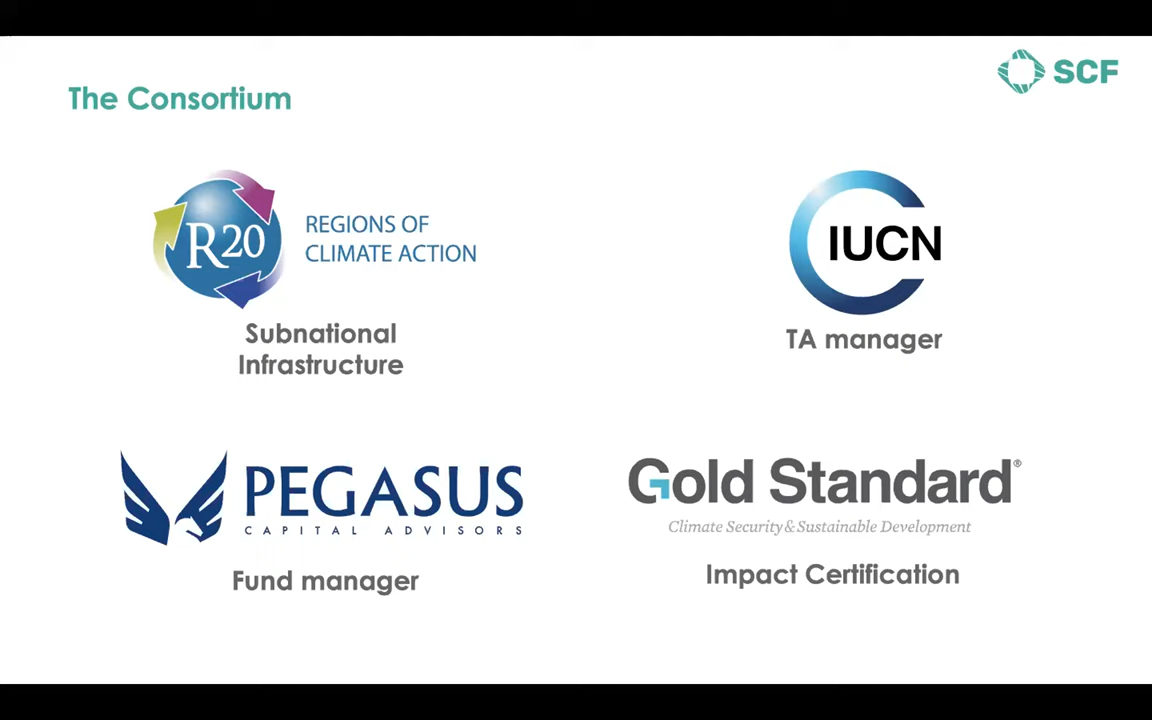 SCF
The Consortium
R20
REGIONS OF
CLIMATE ACTION
Subnational
Infrastructure
IUCN
TA manager
PEGASUS
CAPITAL ADVISORS
Fund manager
Gold Standard®
Climate Security & Sustainable Development
Impact Certification